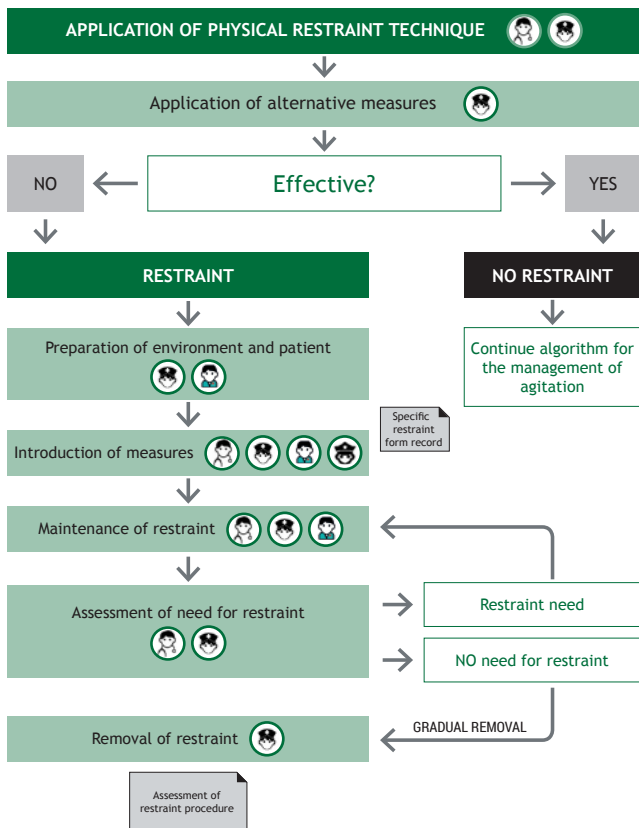 APPLICATION OF PHYSICAL RESTRAINT TECHNIQUE
Application of alternative measures
NO
Effective?
YES
RESTRAINT
NO RESTRAINT
Preparation of environment and patient
Continue algorithm for
the management of
agitation
Specific
restraint
form record
Introduction of measures
Maintenance of restraint
Assessment of need for restraint
Restraint need
NO need for restraint
Removal of restraint
GRADUAL REMOVAL
Assessment of
restraint procedure